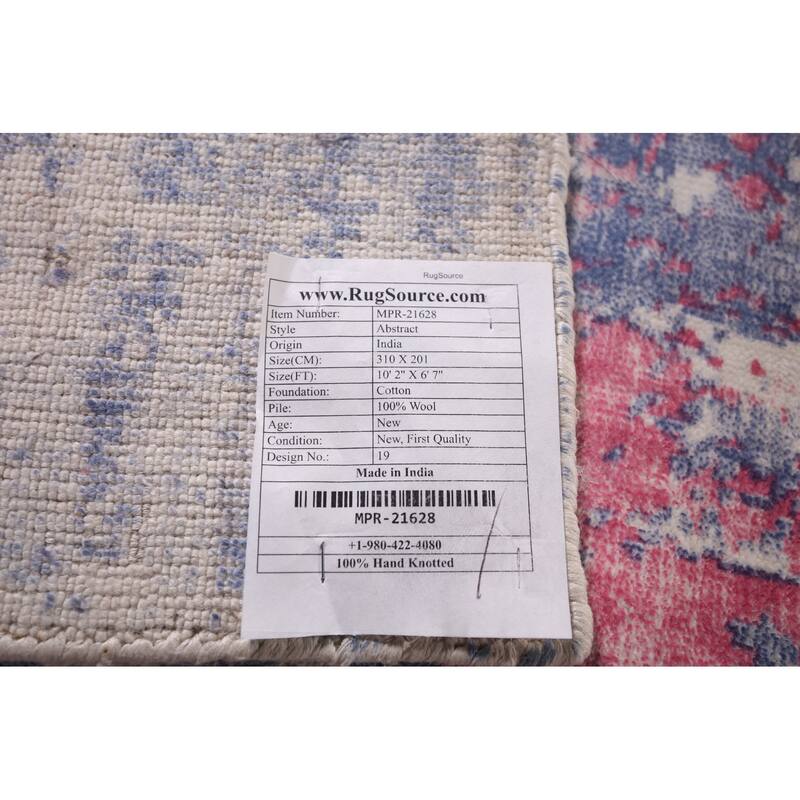 RugSource
www.RugSource.com
Item Number: MPR-21628
Style Abstract
Origin India
Size(CM): 310 X 201
Size(FT): 10' 2" X 6' 7"
Foundation: Cotton
Pile: 100% Wool
Age: New
Condition: New, First Quality
Design No.: 19
Made in India
MPR-21628
+1-980-422-4080
100% Hand Knotted